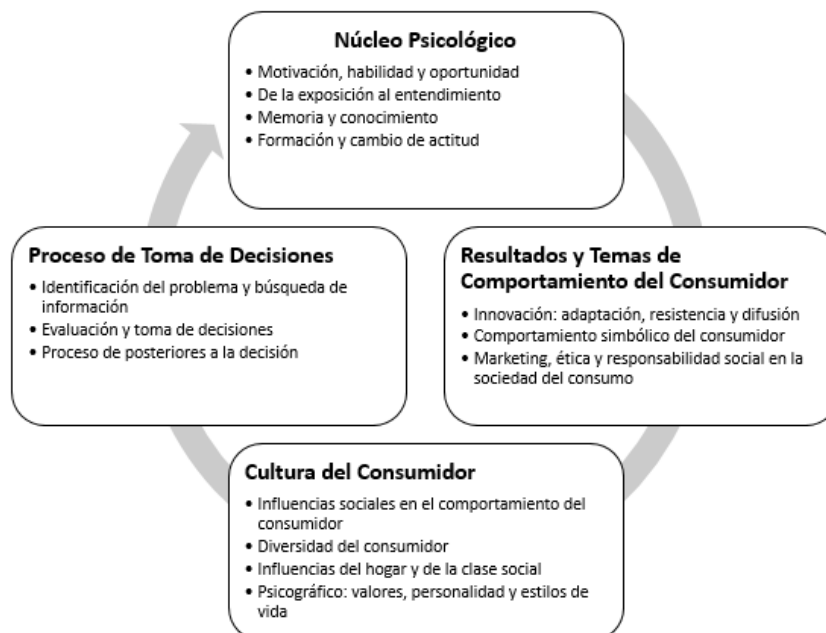 Núcleo Psicológico
• Motivación, habilidad y oportunidad
• De la exposición al entendimiento
• Memoria y conocimiento
• Formación y cambio de actitud
Proceso de Toma de Decisiones
• Identificación del problema y búsqueda de
información
• Evaluación y toma de decisiones
• Proceso de posteriores a la decisión
Resultados y Temas de
Comportamiento del Consumidor
• Innovación: adaptación, resistencia y difusión
• Comportamiento simbólico del consumidor
• Marketing, ética y responsabilidad social en la
sociedad del consumo
Cultura del Consumidor
• Influencias sociales en el comportamiento del
consumidor
• Diversidad del consumidor
• Influencias del hogar y de la clase social
• Psicográfico: valores, personalidad y estilos de
vida